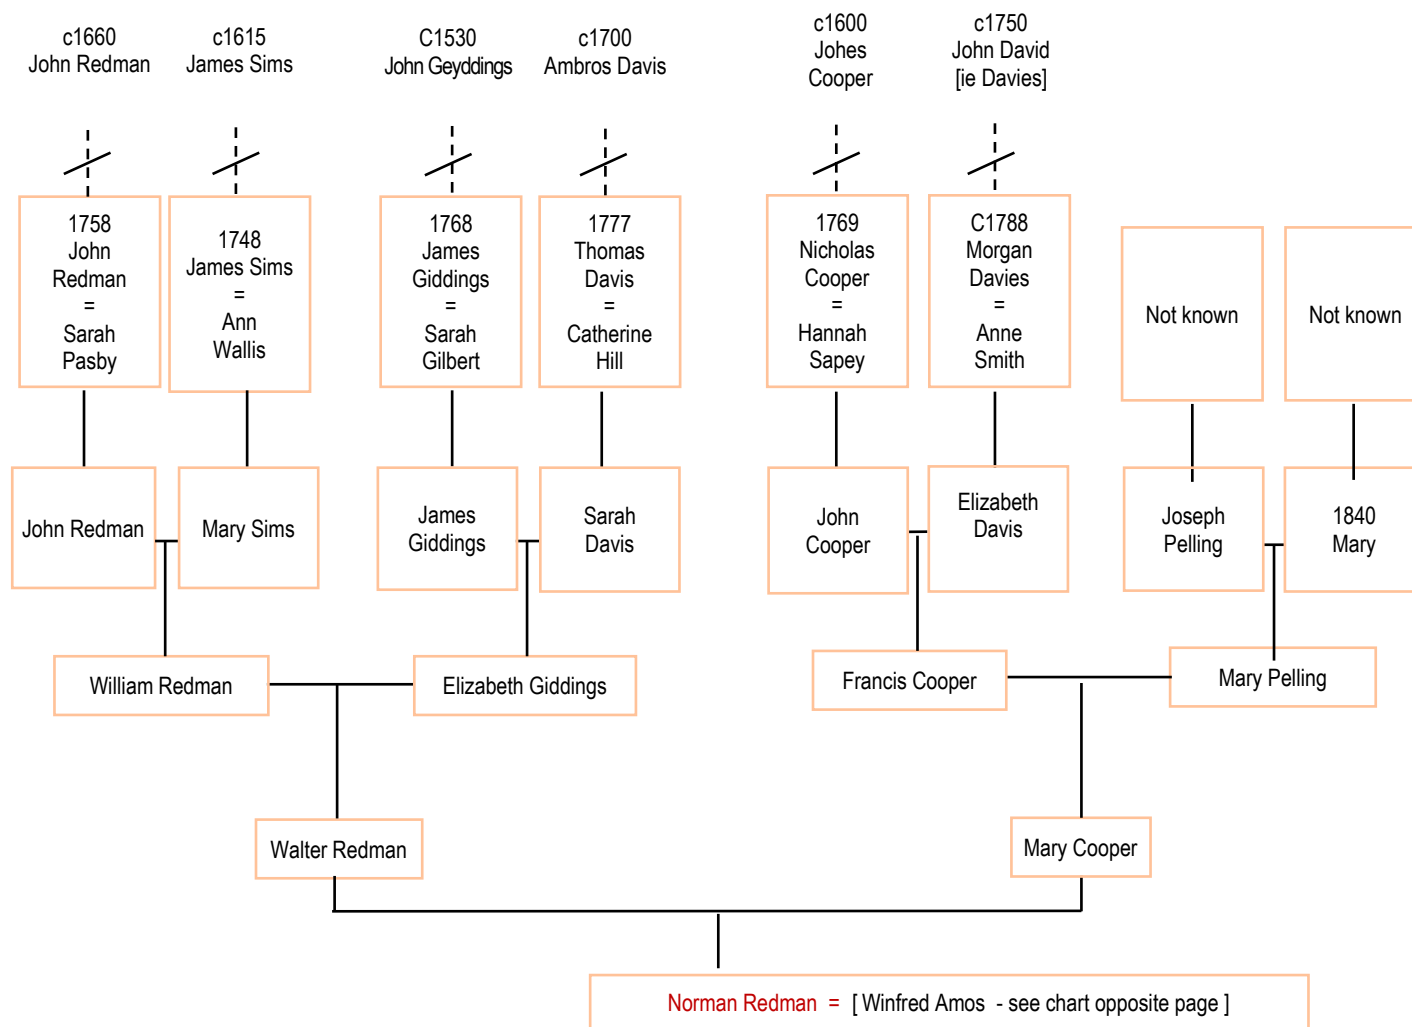 c1660
John Redman
c1615
James Sims
C1530
John Geyddings
c1700
Ambros Davis
c1600
Johes
Cooper
c1750
John David
[ie Davies]
1758
John
Redman
=
Sarah
Pasby
1748
James Sims
=
Ann
Wallis
1768
James
Giddings
=
Sarah
Gilbert
1777
Thomas
Davis
=
Catherine
Hill
1769
Nicholas
Cooper
=
Hannah
Sapey
C1788
Morgan
Davies
=
Anne
Smith
Not known
Not known
John Redman
Mary Sims
James
Giddings
Sarah
Davis
John
Cooper
Elizabeth
Davis
Joseph
Pelling
1840
Mary
William Redman
Elizabeth Giddings
Francis Cooper
Mary Pelling
Walter Redman
Mary Cooper
Norman Redman = [ Winfred Amos - see chart opposite page ]